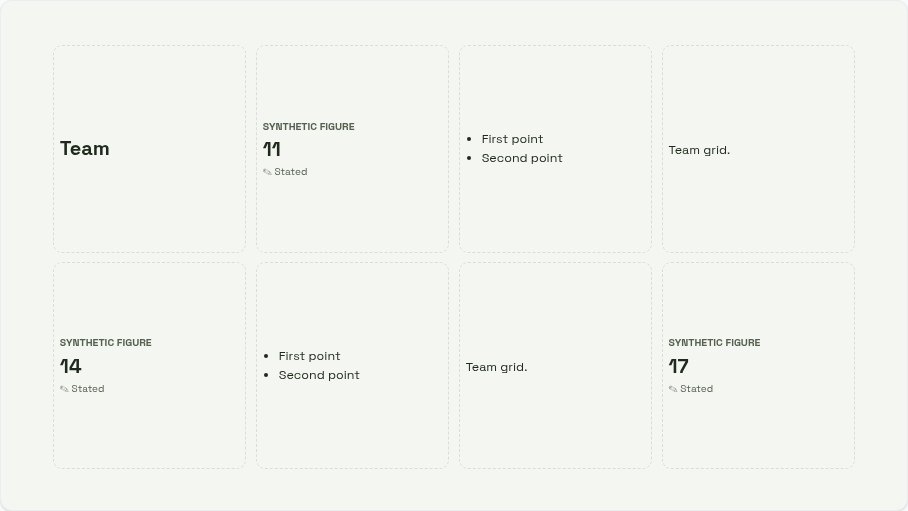 Team
SYNTHETIC FIGURE
11
✎ Stated
• First point
• Second point
Team grid.
SYNTHETIC FIGURE
14
✎ Stated
• First point
• Second point
Team grid.
SYNTHETIC FIGURE
17
✎ Stated